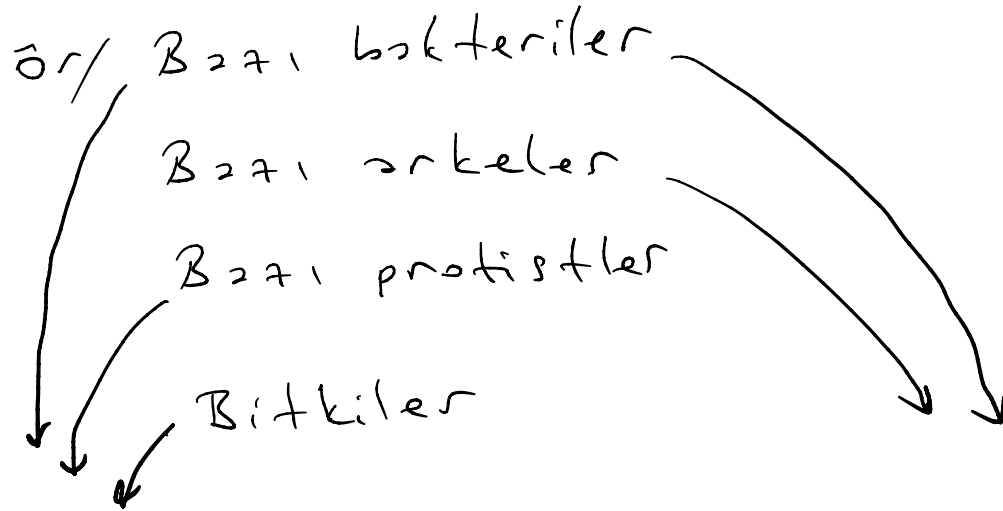 ör/ Bazı bakteriler
Bazı arkeler
Bazı protistler
Bitkiler